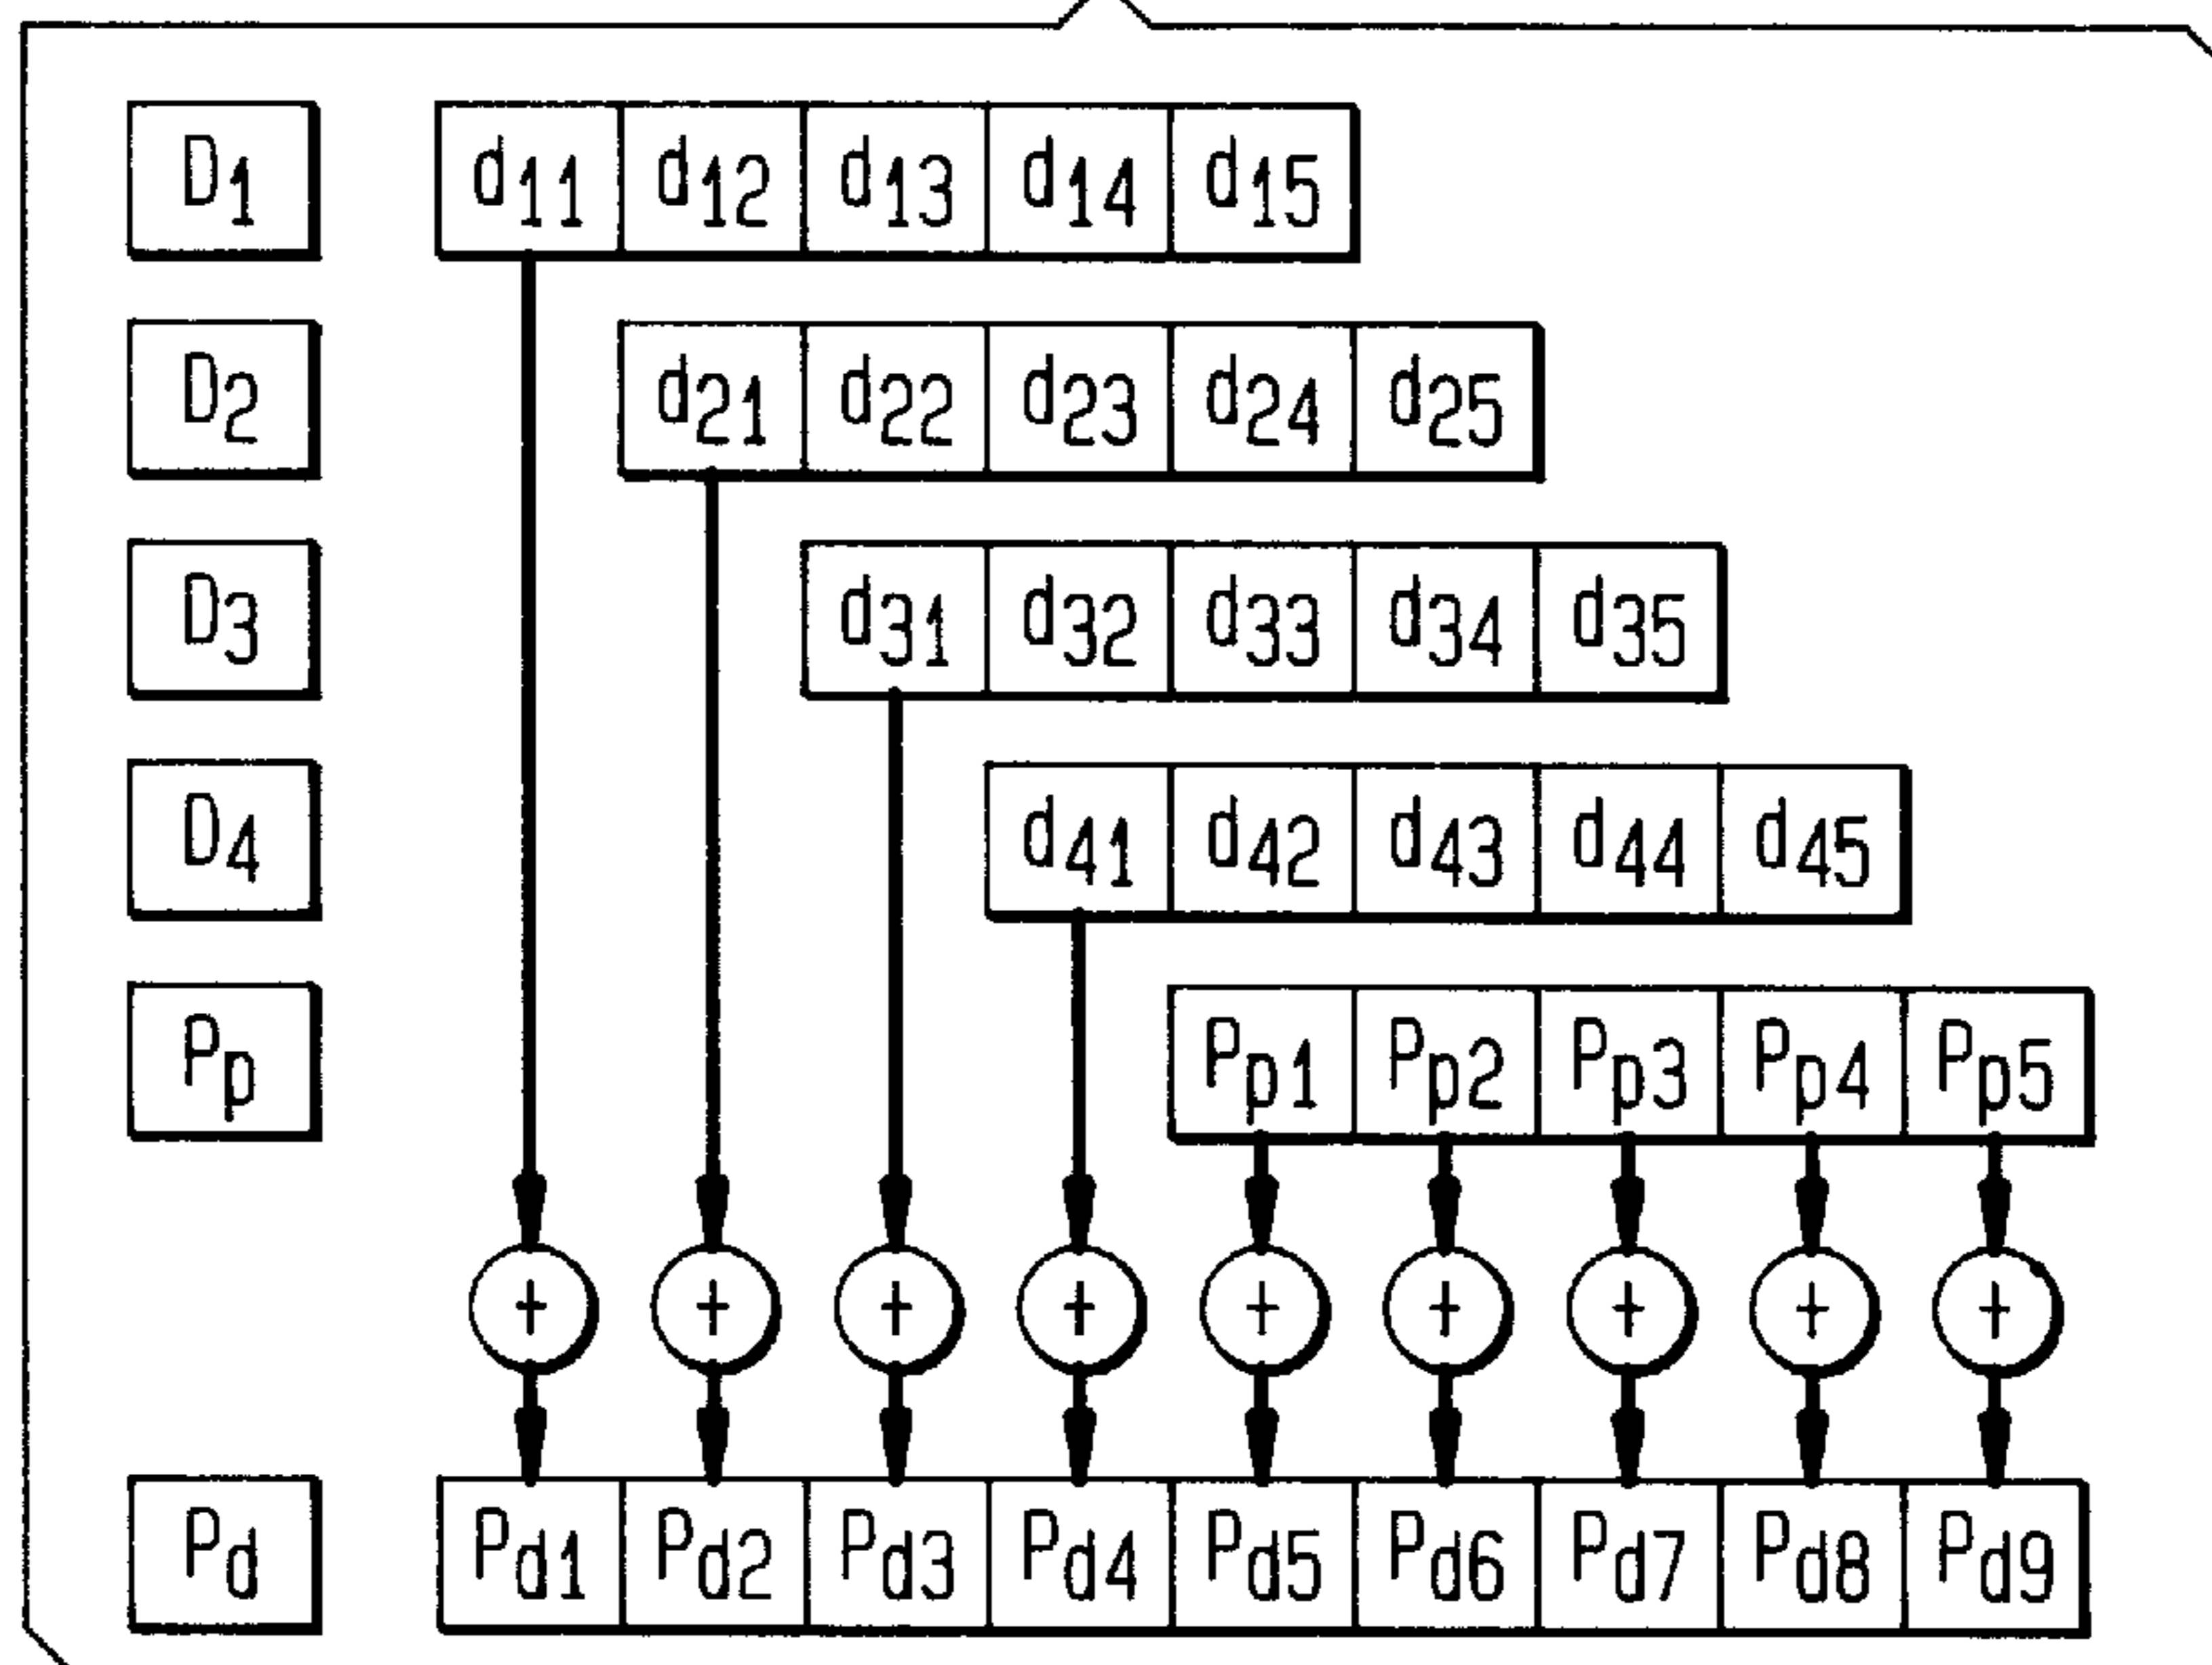 D1 d11 d12 d13 d14 d15
D2 d21 d22 d23 d24 d25
D3 d31 d32 d33 d34 d35
D4 d41 d42 d43 d44 d45
Pp Pp1 Pp2 Pp3 Pp4 Pp5
+ + + + + + + + +
Pd Pd1 Pd2 Pd3 Pd4 Pd5 Pd6 Pd7 Pd8 Pd9